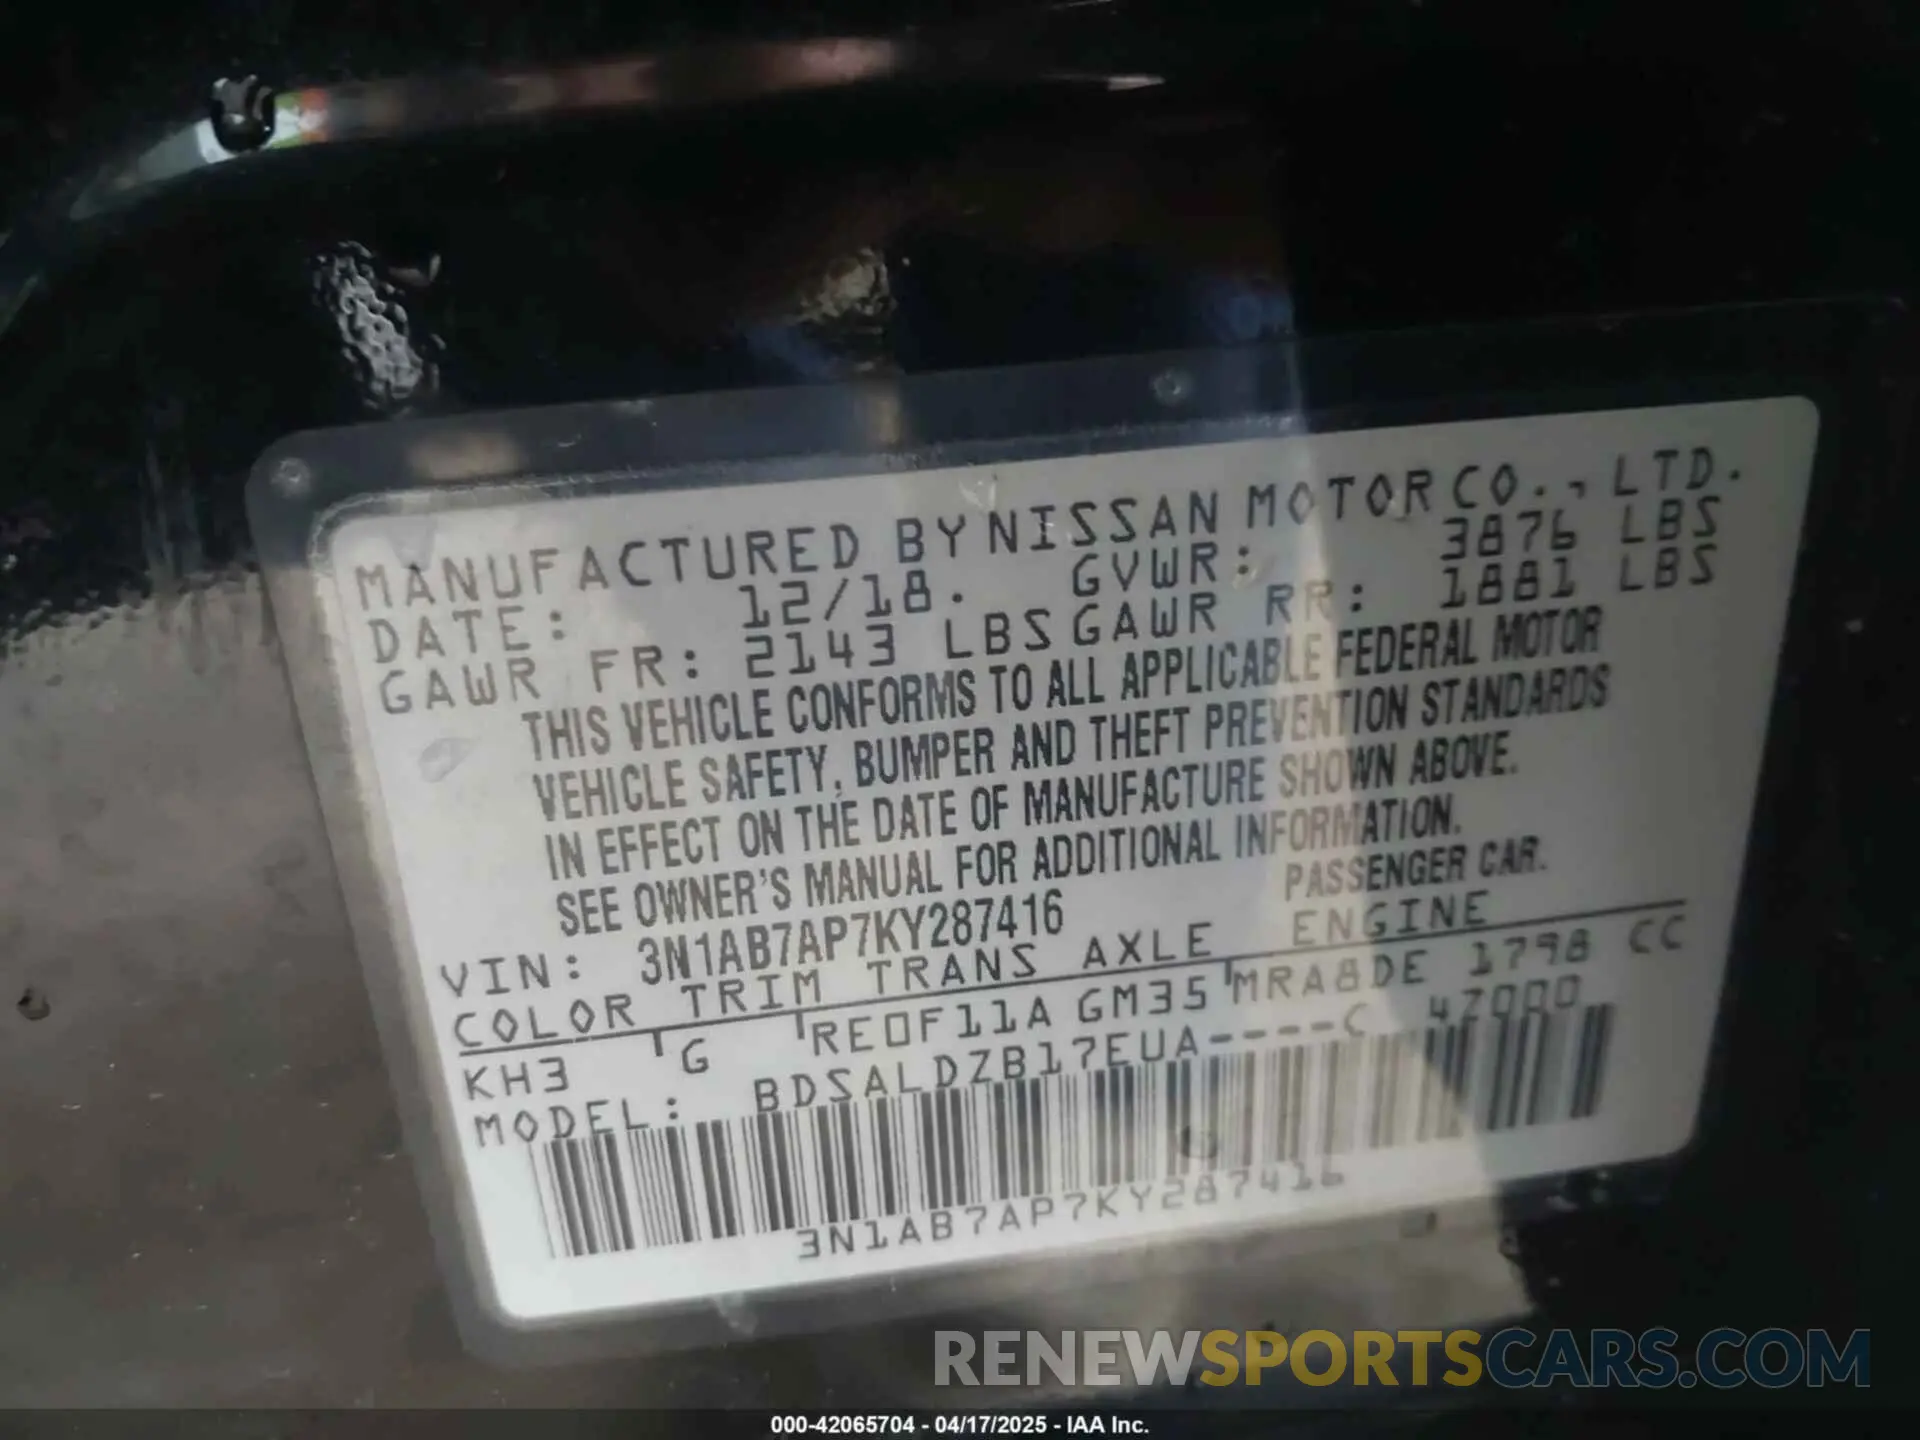 MANUFACTURED BY NISSAN MOTOR CO., LTD.
DATE: 12/18. GVWR: 3876 LBS
GAWR FR: 2143 LBS GAWR RR: 1881 LBS
THIS VEHICLE CONFORMS TO ALL APPLICABLE FEDERAL MOTOR
VEHICLE SAFETY, BUMPER AND THEFT PREVENTION STANDARDS
IN EFFECT ON THE DATE OF MANUFACTURE SHOWN ABOVE.
SEE OWNER'S MANUAL FOR ADDITIONAL INFORMATION.
VIN: 3N1AB7AP7KY287416 PASSENGER CAR.
COLOR TRIM TRANS AXLE ENGINE
KH3 G RE0F11A GM35 MRA8DE 1798 CC
MODEL: BDSALDZB17EUA----C 4Z000
3N1AB7AP7KY287416
RENEWSPORTSCARS.COM
000-42065704 - 04/17/2025 - IAA Inc.